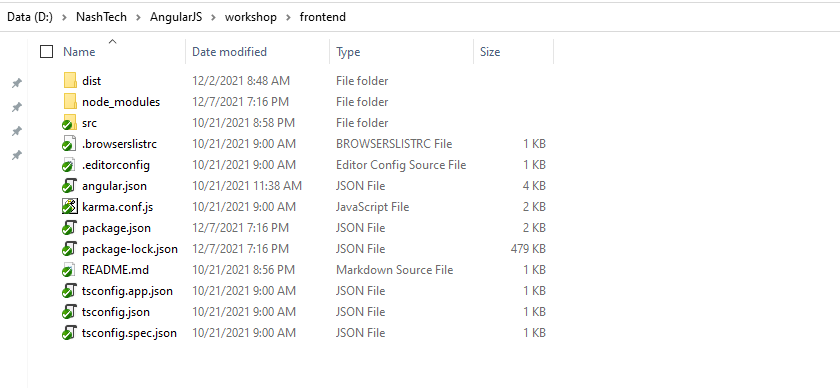 Data (D:) > NashTech > AngularJS > workshop > frontend
Name Date modified Type Size
dist 12/2/2021 8:48 AM File folder
node_modules 12/7/2021 7:16 PM File folder
src 10/21/2021 8:58 PM File folder
.browserslistrc 10/21/2021 9:00 AM BROWSERSLISTRC File 1 KB
.editorconfig 10/21/2021 9:00 AM Editor Config Source File 1 KB
angular.json 10/21/2021 11:38 AM JSON File 4 KB
karma.conf.js 10/21/2021 9:00 AM JavaScript File 2 KB
package.json 12/7/2021 7:16 PM JSON File 2 KB
package-lock.json 12/7/2021 7:16 PM JSON File 479 KB
README.md 10/21/2021 8:56 PM Markdown Source File 1 KB
tsconfig.app.json 10/21/2021 9:00 AM JSON File 1 KB
tsconfig.json 10/21/2021 9:00 AM JSON File 1 KB
tsconfig.spec.json 10/21/2021 9:00 AM JSON File 1 KB